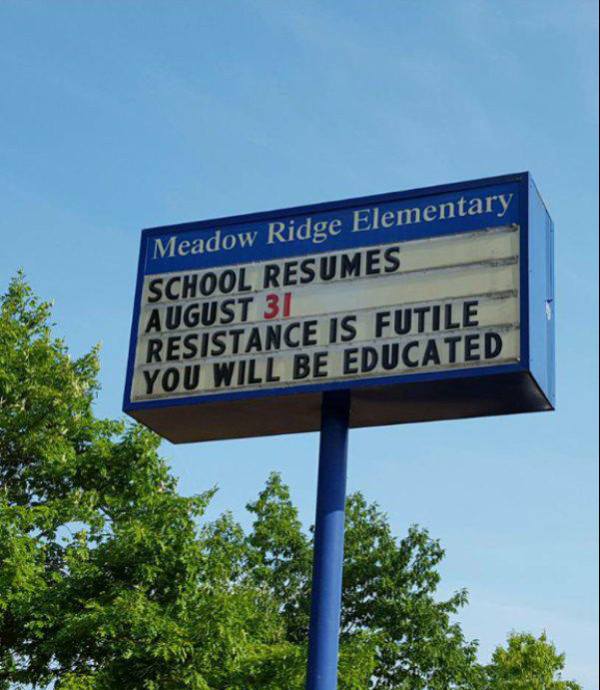 Meadow Ridge Elementary
SCHOOL RESUMES
AUGUST 31
RESISTANCE IS FUTILE
YOU WILL BE EDUCATED